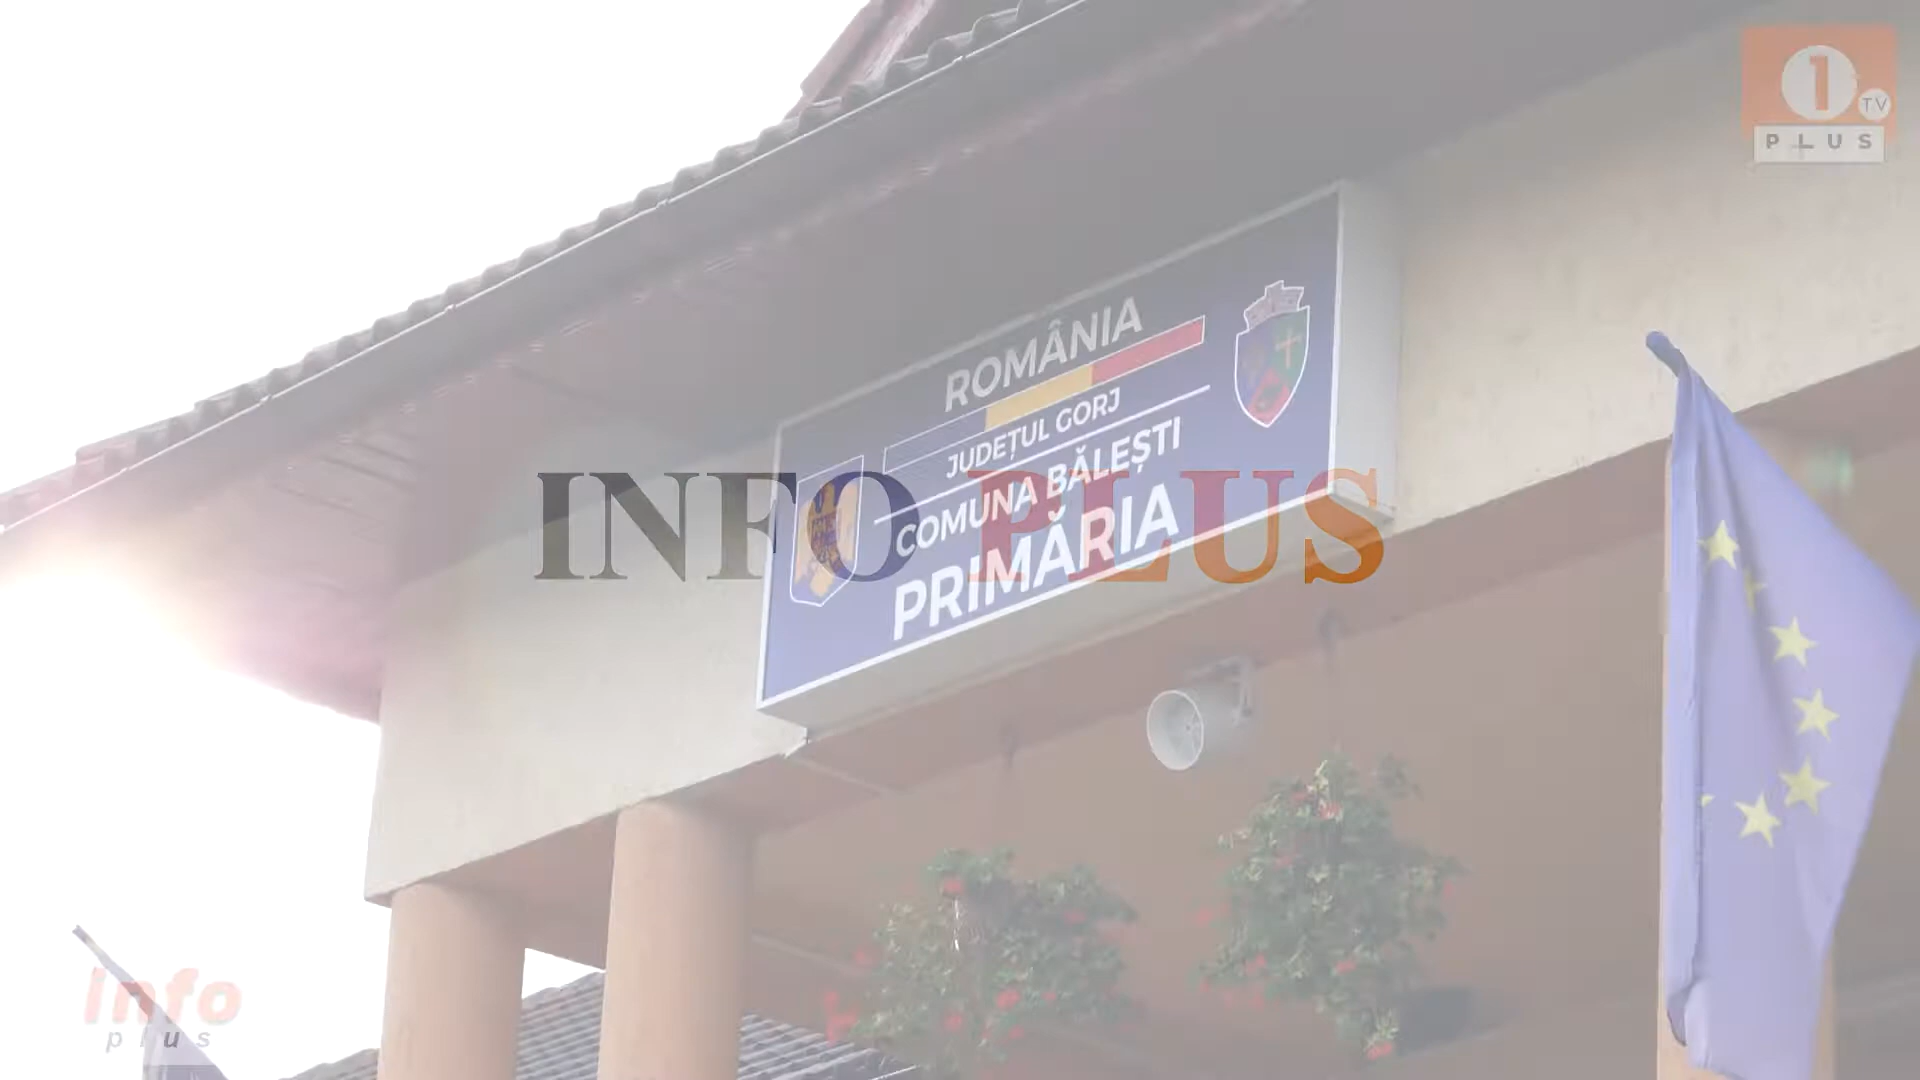 1
TV
PLUS
ROMÂNIA
JUDEȚUL GORJ
COMUNA BĂLEȘTI
PRIMĂRIA
INFO PLUS
Info
plus